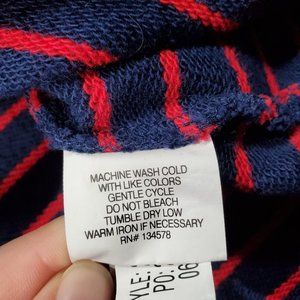 MACHINE WASH COLD
WITH LIKE COLORS
GENTLE CYCLE
DO NOT BLEACH
TUMBLE DRY LOW
WARM IRON IF NECESSARY
RN# 134578